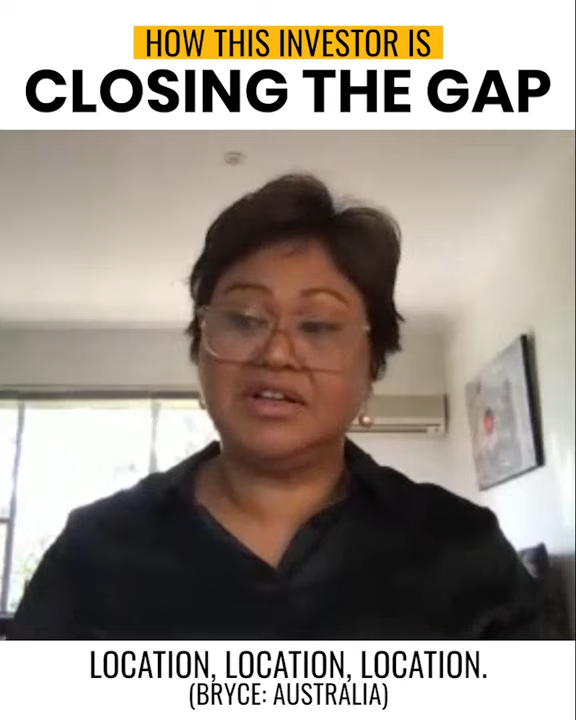 HOW THIS INVESTOR IS
CLOSING THE GAP
LOCATION, LOCATION, LOCATION.
(BRYCE: AUSTRALIA)